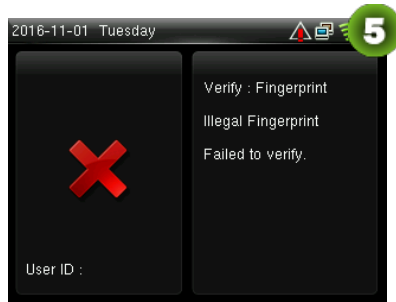 2016-11-01 Tuesday
5
Verify : Fingerprint
Illegal Fingerprint
Failed to verify.
User ID :